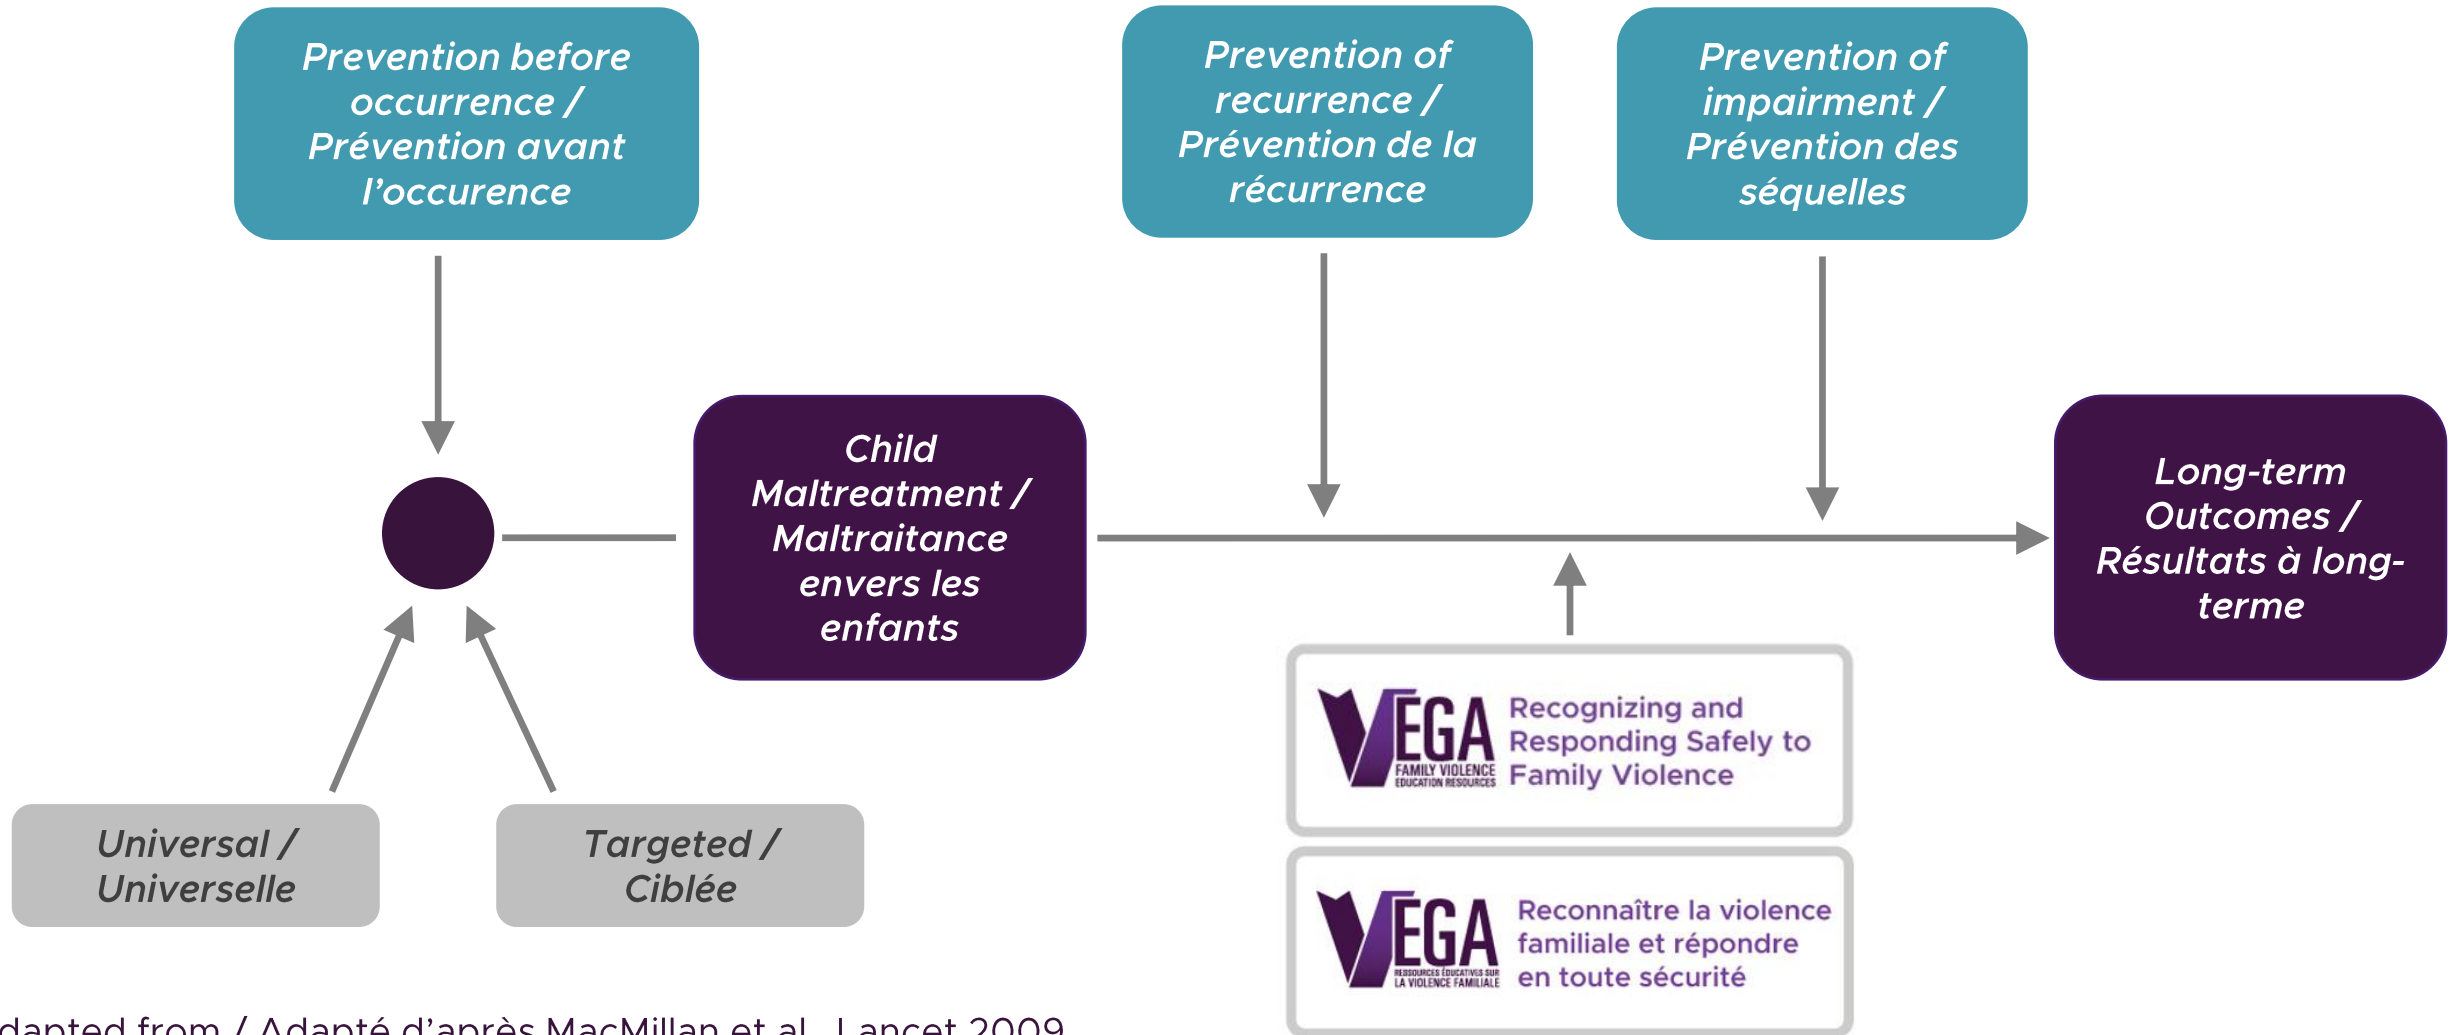 Prevention before
occurrence /
Prévention avant
l’occurence
Prevention of
recurrence /
Prévention de la
récurrence
Prevention of
impairment /
Prévention des
séquelles
Child
Maltreatment /
Maltraitance
envers les
enfants
Long-term
Outcomes /
Résultats à long-
terme
Universal /
Universelle
Targeted /
Ciblée
VEGA
FAMILY VIOLENCE
EDUCATION RESOURCES
Recognizing and
Responding Safely to
Family Violence
VEGA
RESSOURCES ÉDUCATIVES SUR
LA VIOLENCE FAMILIALE
Reconnaître la violence
familiale et répondre
en toute sécurité
dapted from / Adapté d’après MacMillan et al., Lancet 2009